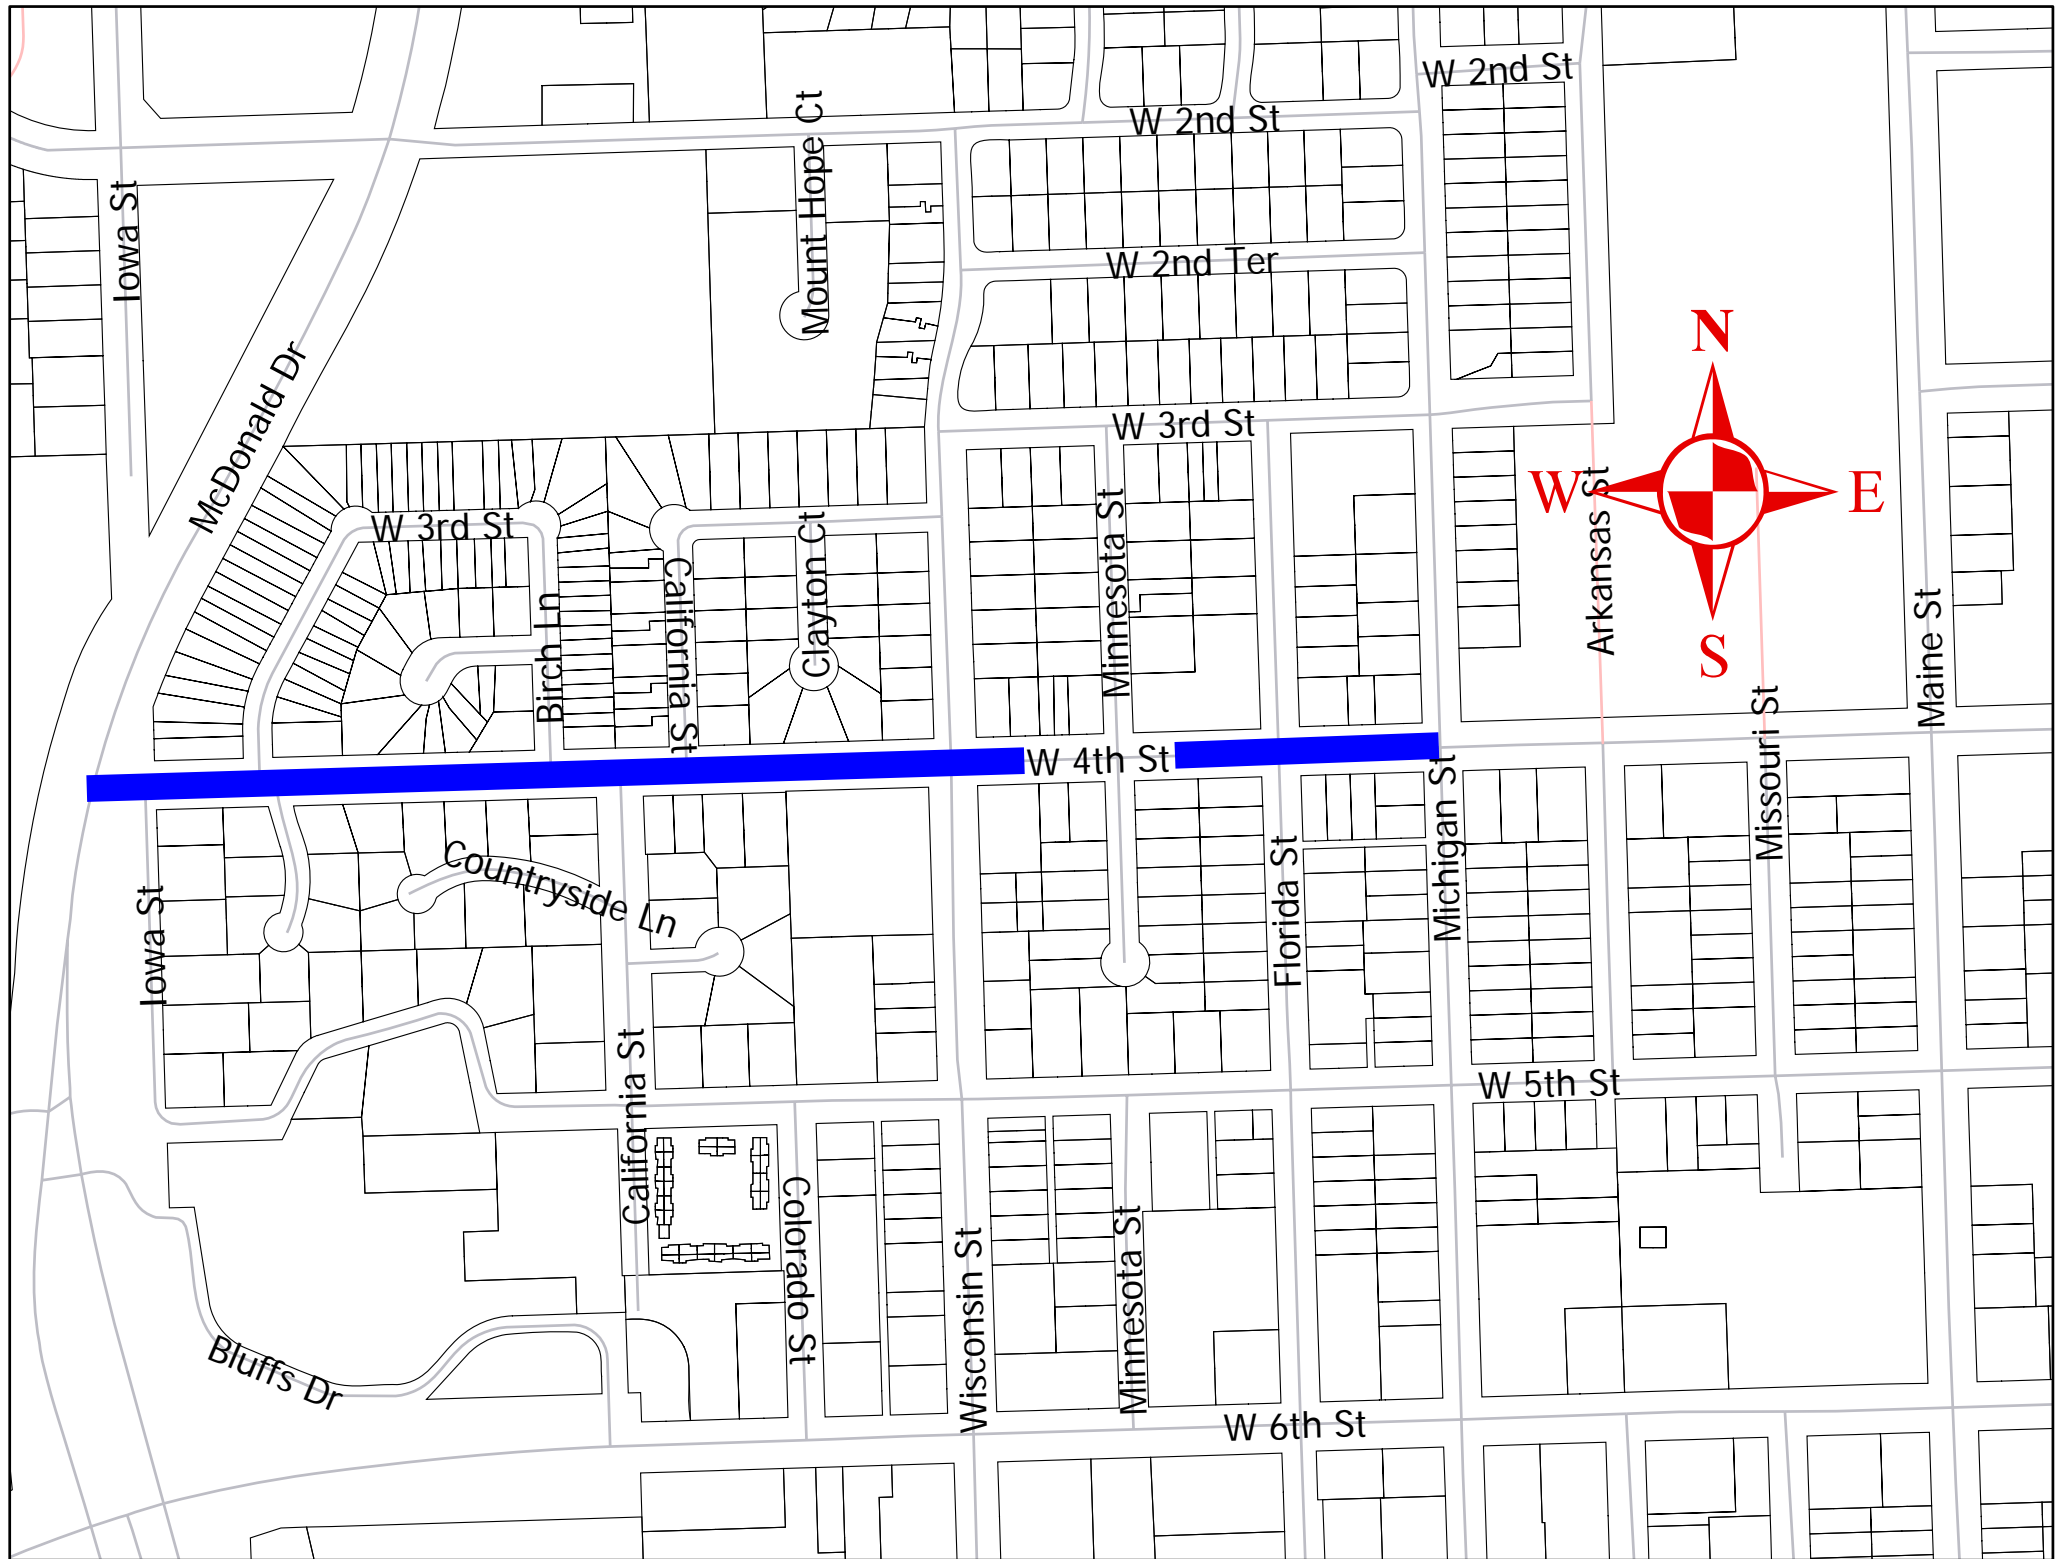 W 2nd St
W 2nd St
Mount Hope Ct
Iowa St
W 2nd Ter
N
McDonald Dr
W 3rd St
W
E
Arkansas St
W 3rd St
Clayton Ct
Minnesota St
California St
Birch Ln
S
Maine St
Missouri St
W 4th St
Michigan St
Florida St
Countryside Ln
Iowa St
California St
W 5th St
Colorado St
Minnesota St
Wisconsin St
Bluffs Dr
W 6th St